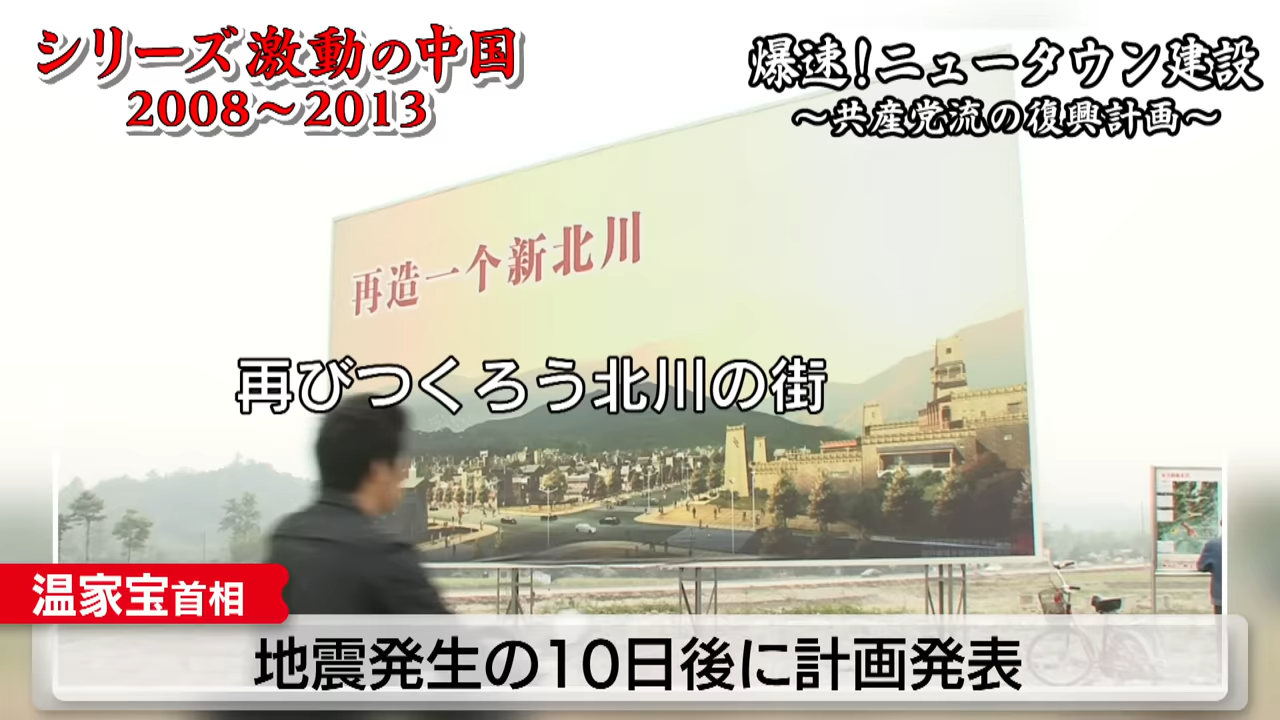 シリーズ激動の中国
2008～2013
爆速！ニュータウン建設
～共産党流の復興計画～
再造一个新北川
再びつくろう北川の街
温家宝首相
地震発生の10日後に計画発表